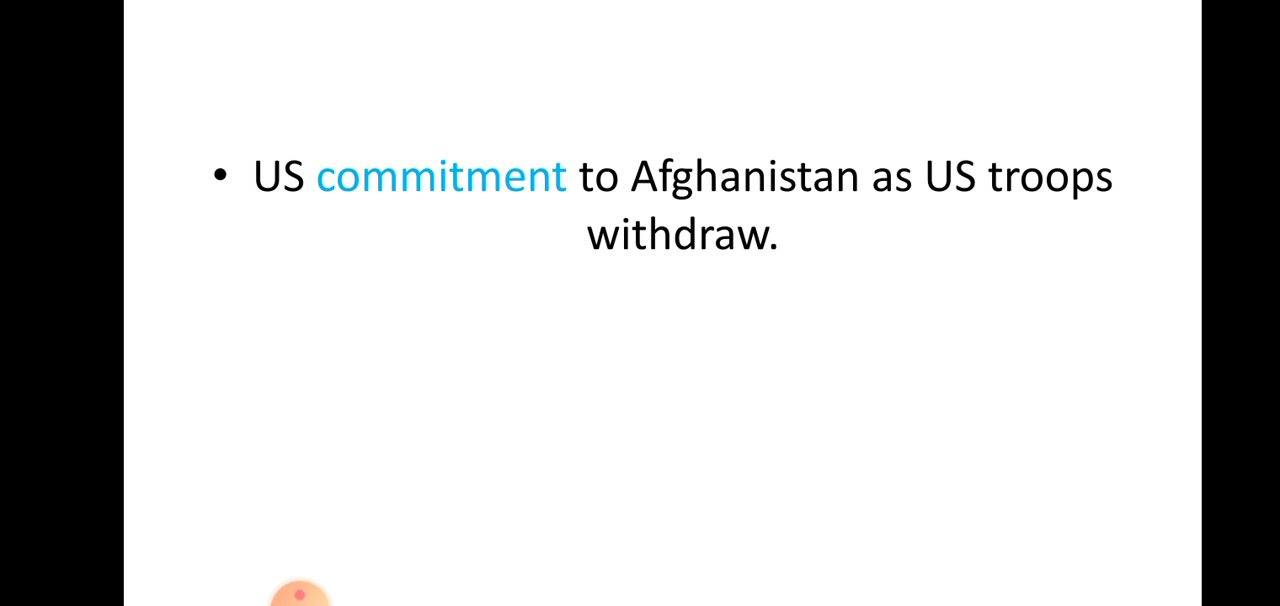 • US commitment to Afghanistan as US troops
withdraw.